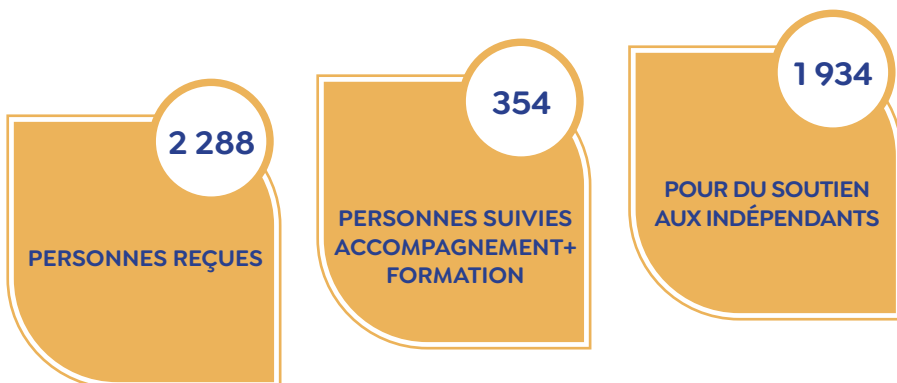 2 288
PERSONNES REÇUES
354
PERSONNES SUIVIES
ACCOMPAGNEMENT+
FORMATION
1 934
POUR DU SOUTIEN
AUX INDÉPENDANTS